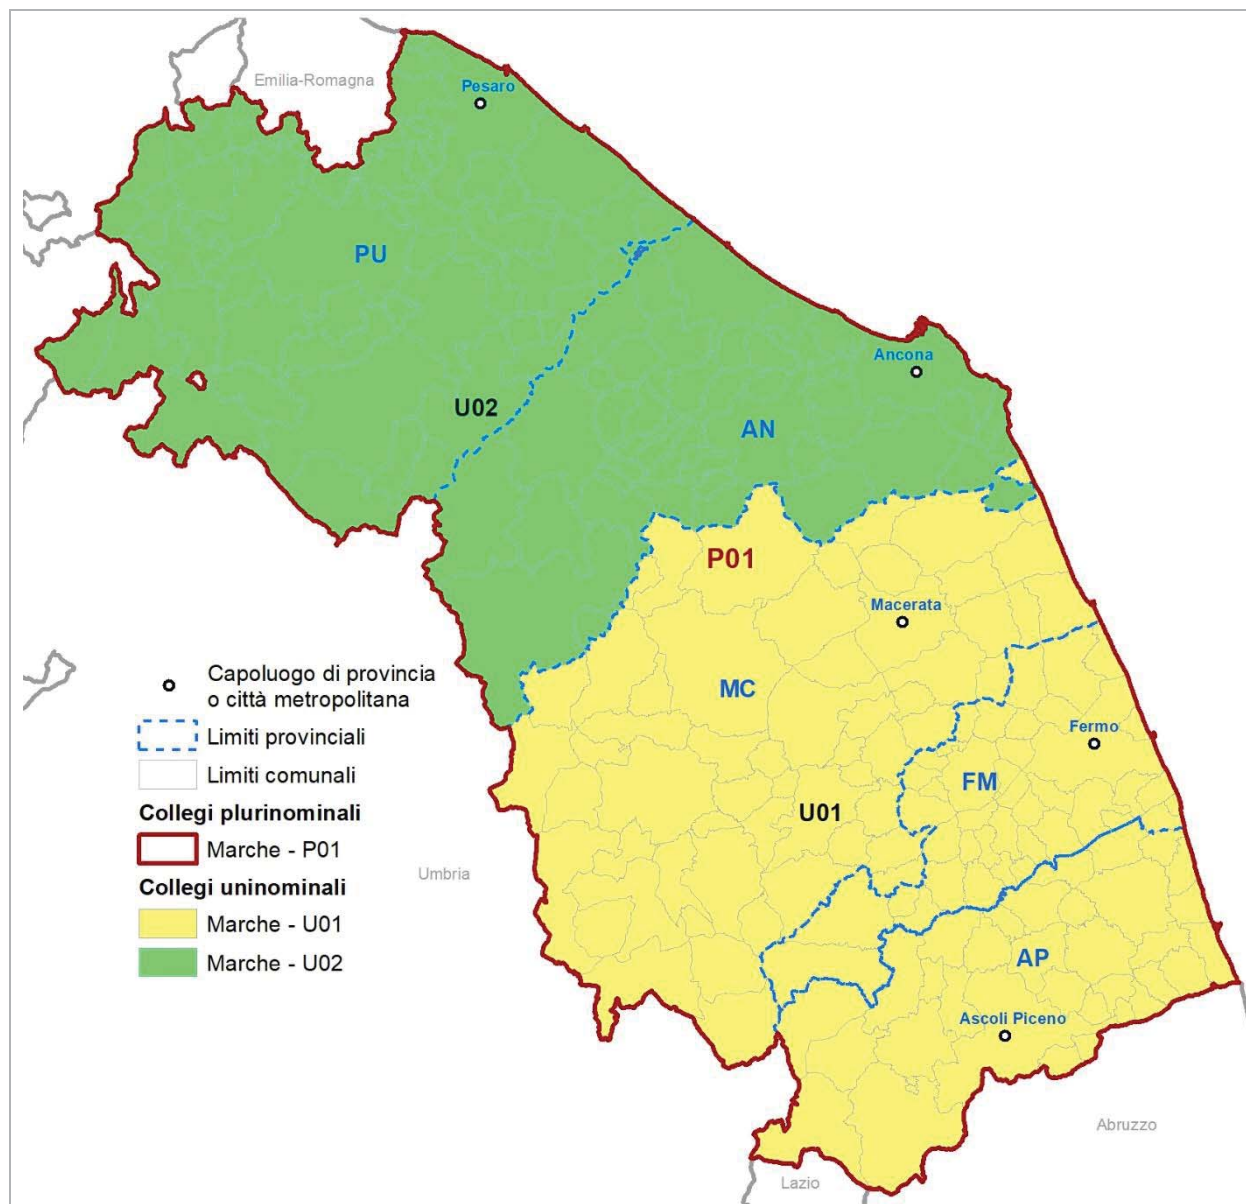 Emilia-Romagna
Pesaro
PU
Ancona
U02
AN
P01
Macerata
MC
Fermo
FM
U01
Umbria
AP
Ascoli Piceno
Abruzzo
Lazio
Capoluogo di provincia
o città metropolitana
Limiti provinciali
Limiti comunali
Collegi plurinominali
Marche - P01
Collegi uninominali
Marche - U01
Marche - U02